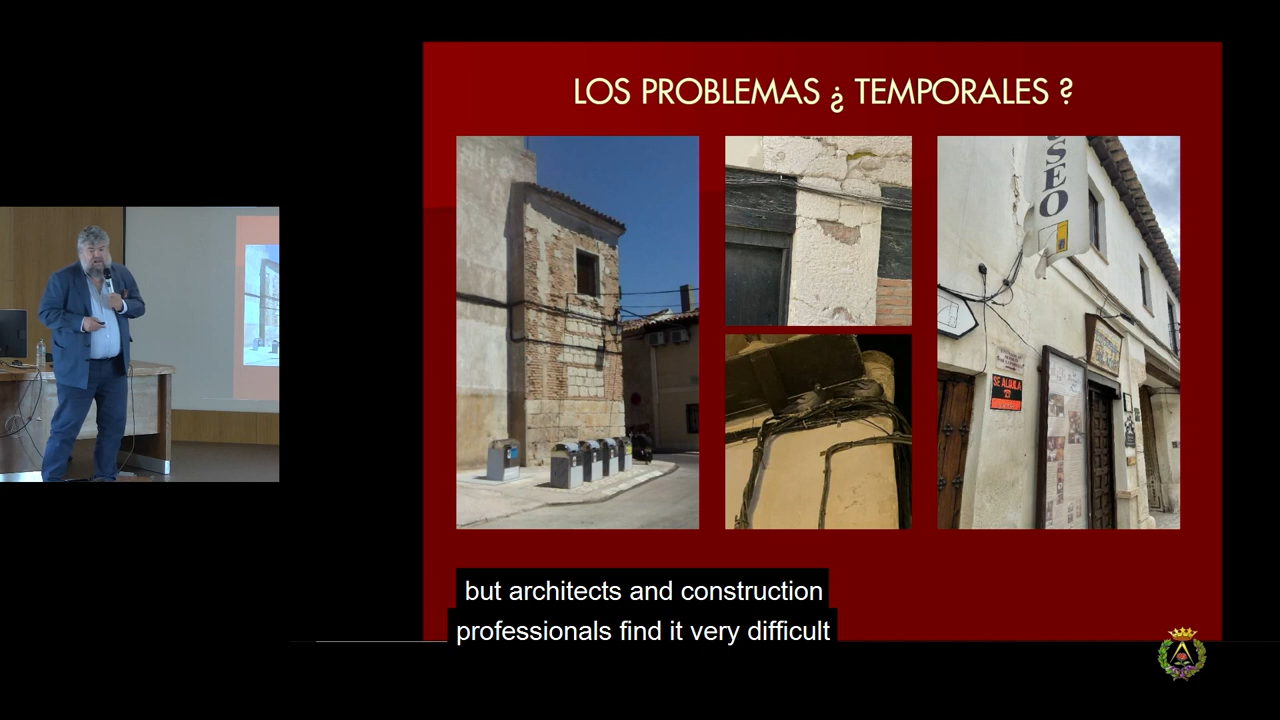 LOS PROBLEMAS ¿ TEMPORALES ?
SEO
SE ALQUILA
but architects and construction
professionals find it very difficult